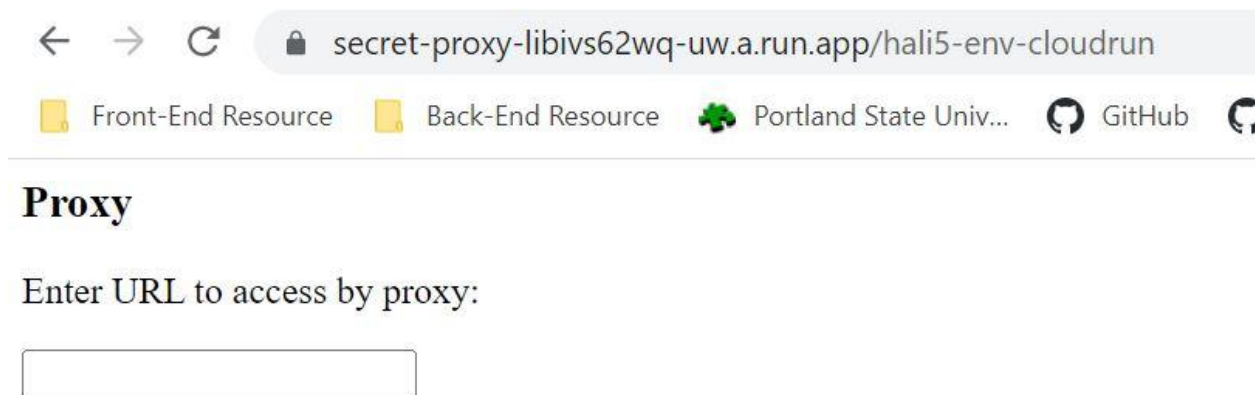 secret-proxy-libivs62wq-uw.a.run.app/hali5-env-cloudrun
Front-End Resource Back-End Resource Portland State Univ... GitHub
Proxy
Enter URL to access by proxy: